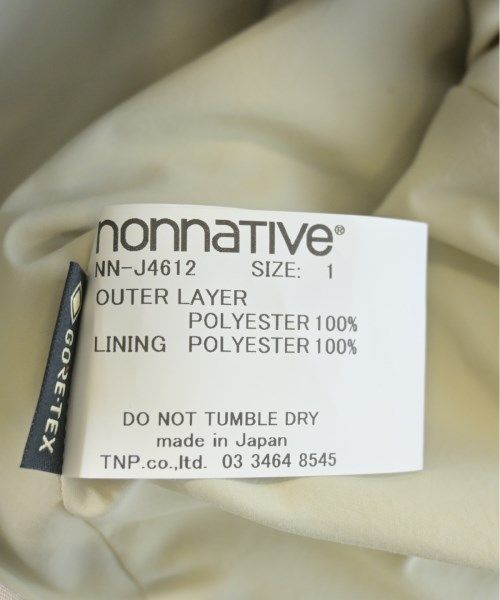 nonnative®
NN-J4612 SIZE: 1
OUTER LAYER
POLYESTER 100%
LINING POLYESTER 100%
DO NOT TUMBLE DRY
made in Japan
TNP.co.,ltd. 03 3464 8545
GORE-TEX